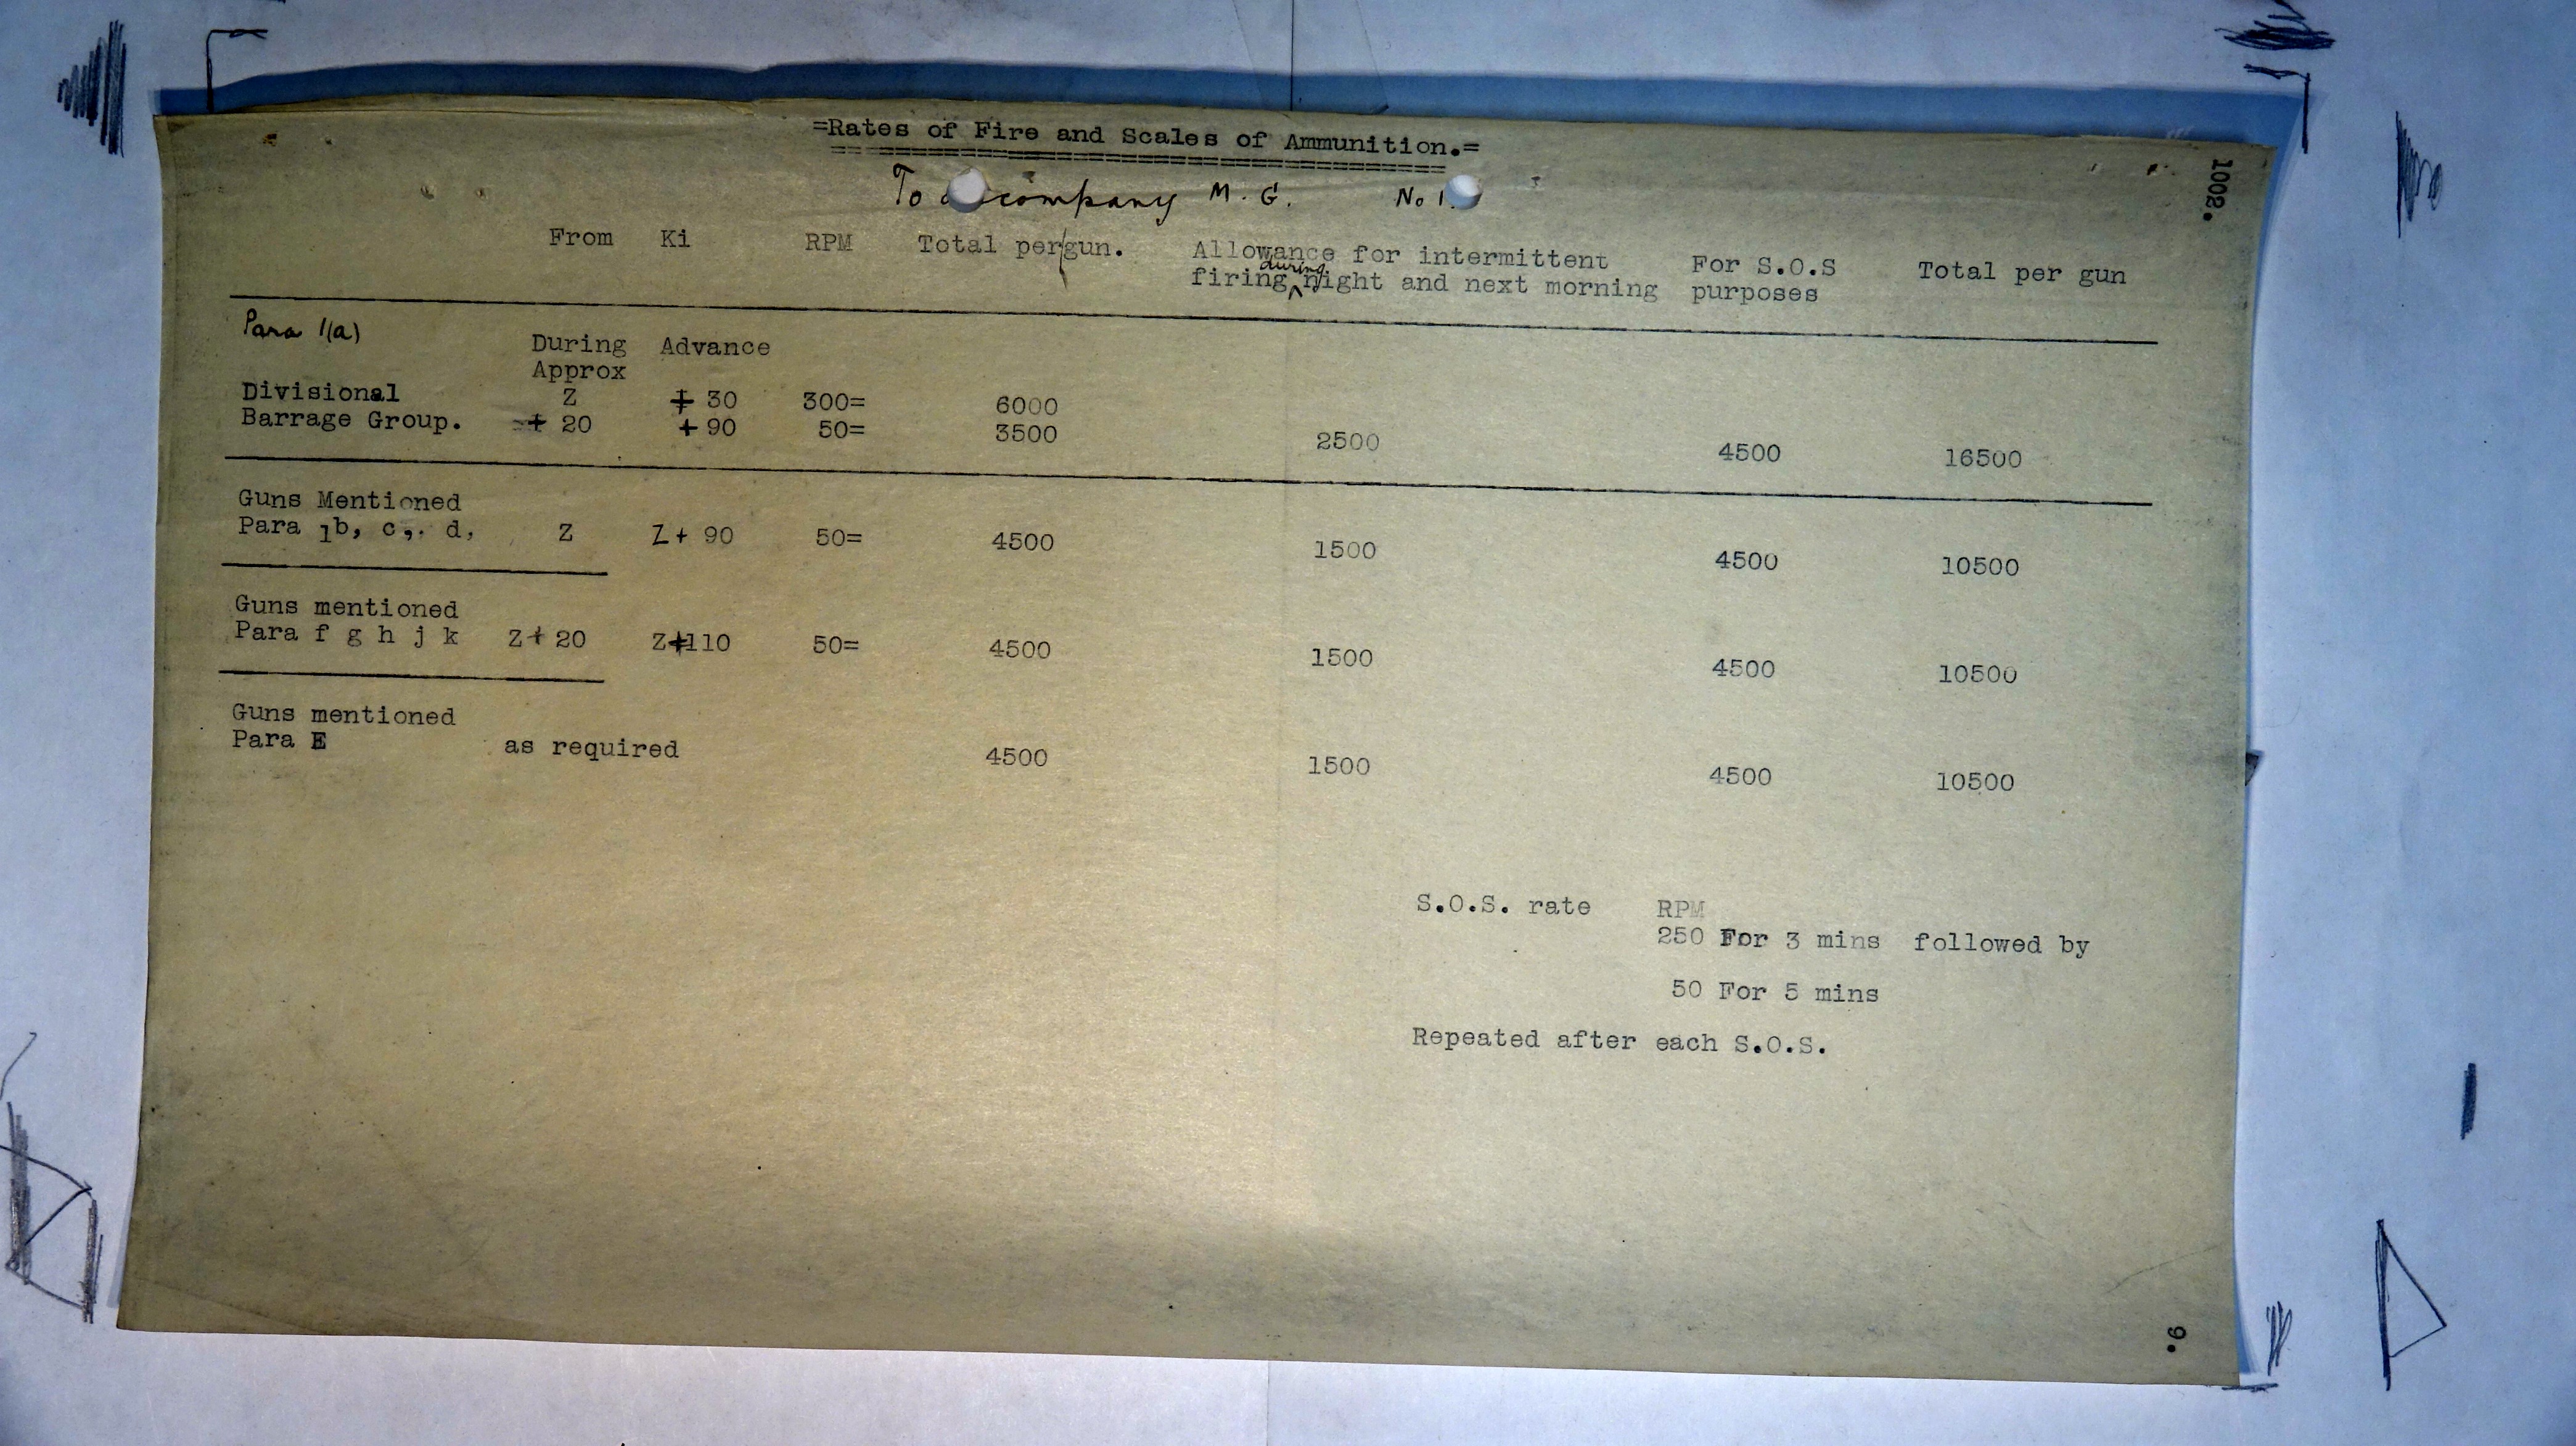 =Rates of Fire and Scales of Ammunition.=
1002.
To company M.G. No 1.
From Ki RPM Total per/gun. Allowance for intermittent For S.O.S Total per gun
during
firing night and next morning purposes
Para 1(a)
During Advance
Approx
Divisional Z + 30 300= 6000
Barrage Group. + 20 + 90 50= 3500 2500 4500 16500
Guns Mentioned
Para 1b, c,. d, Z Z+ 90 50= 4500 1500 4500 10500
Guns mentioned
Para f g h j k Z+ 20 Z+110 50= 4500 1500 4500 10500
Guns mentioned
Para E as required 4500 1500 4500 10500
S.O.S. rate RPM
250 For 3 mins followed by
50 For 5 mins
Repeated after each S.O.S.
9.